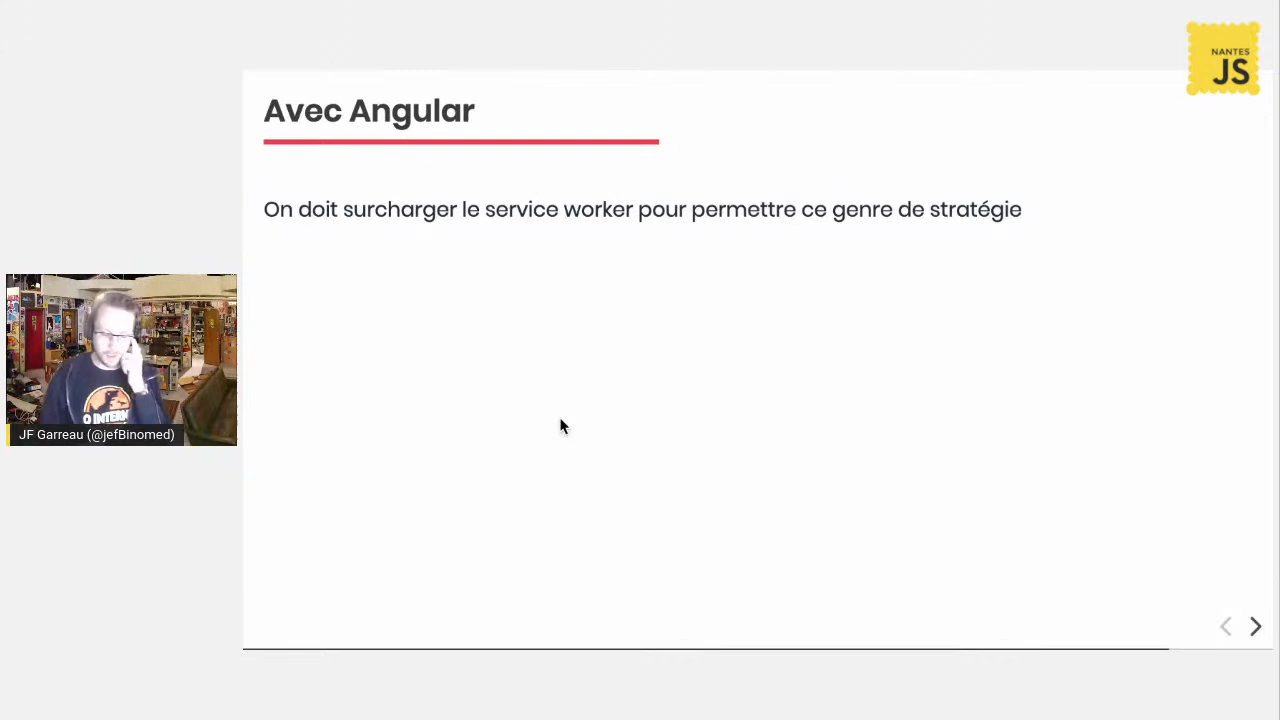 NANTES
JS
Avec Angular
On doit surcharger le service worker pour permettre ce genre de stratégie
JF Garreau (@jefBinomed)